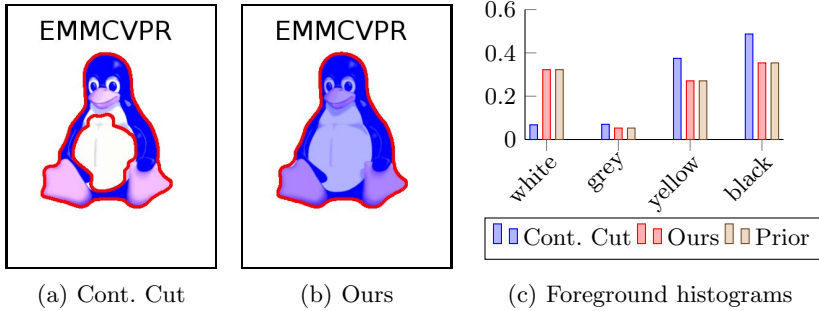 EMMCVPR
EMMCVPR
0.6
0.4
0.2
0
white
grey
yellow
black
Cont. Cut Ours Prior
(a) Cont. Cut
(b) Ours
(c) Foreground histograms